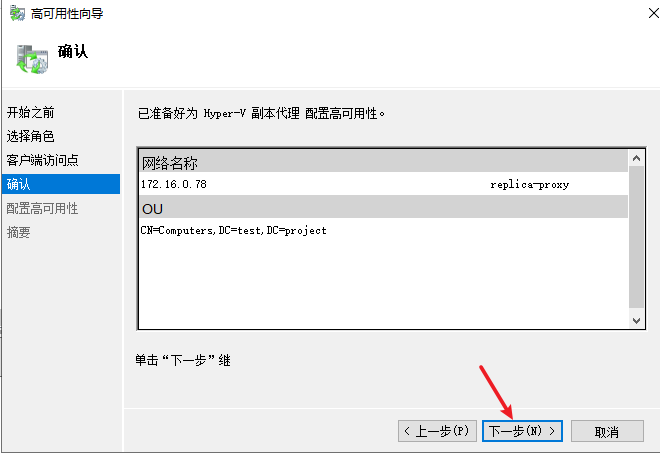 高可用性向导
确认
开始之前
选择角色
客户端访问点
确认
配置高可用性
摘要
已准备好为 Hyper-V 副本代理 配置高可用性。
网络名称
172.16.0.78 replica-proxy
OU
CN=Computers,DC=test,DC=project
单击“下一步”继
< 上一步(P) 下一步(N) > 取消